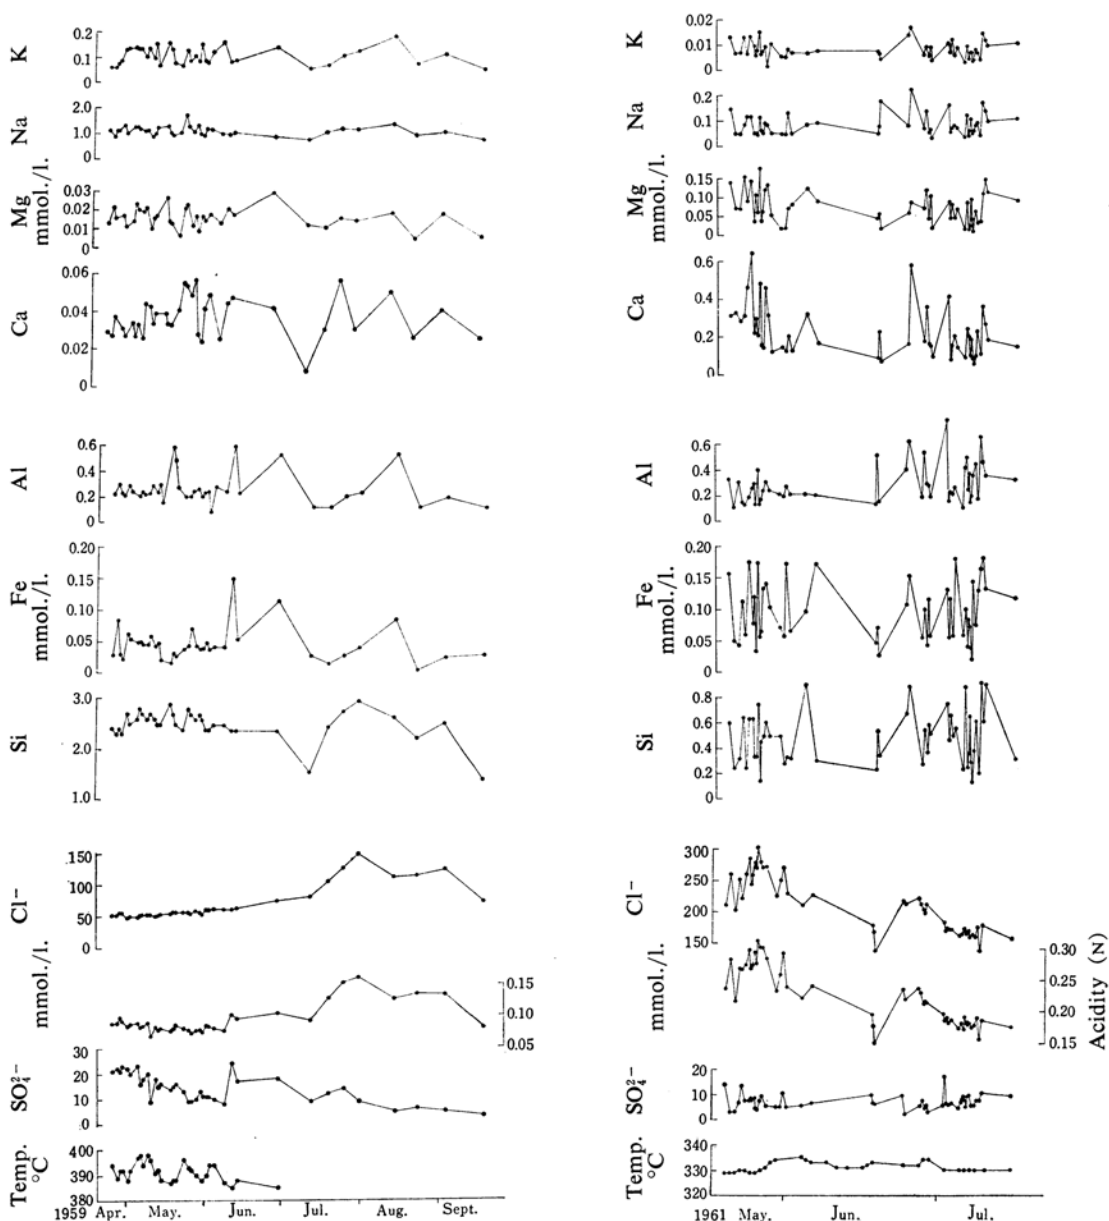 K
0.2
0.1
0
Na
2.0
1.0
0
Mg
mmol./l.
0.03
0.02
0.01
0
Ca
0.06
0.04
0.02
0
Al
0.6
0.4
0.2
0
Fe
mmol./l.
0.20
0.15
0.10
0.05
0
Si
3.0
2.0
1.0
Cl⁻
150
100
50
0
mmol./l.
0.15
0.10
0.05
SO₄²⁻
30
20
10
0
Temp.
°C
400
390
380
1959 Apr. May. Jun. Jul. Aug. Sept.
K
0.02
0.01
0
Na
0.2
0.1
0
Mg
mmol./l.
0.15
0.10
0.05
0
Ca
0.6
0.4
0.2
0
Al
0.6
0.4
0.2
0
Fe
mmol./l.
0.20
0.15
0.10
0.05
0
Si
0.8
0.6
0.4
0.2
0
Cl⁻
300
250
200
150
mmol./l.
0.30
0.25
0.20
0.15
Acidity (N)
SO₄²⁻
20
10
0
Temp.
°C
340
330
320
1961 May. Jun. Jul.